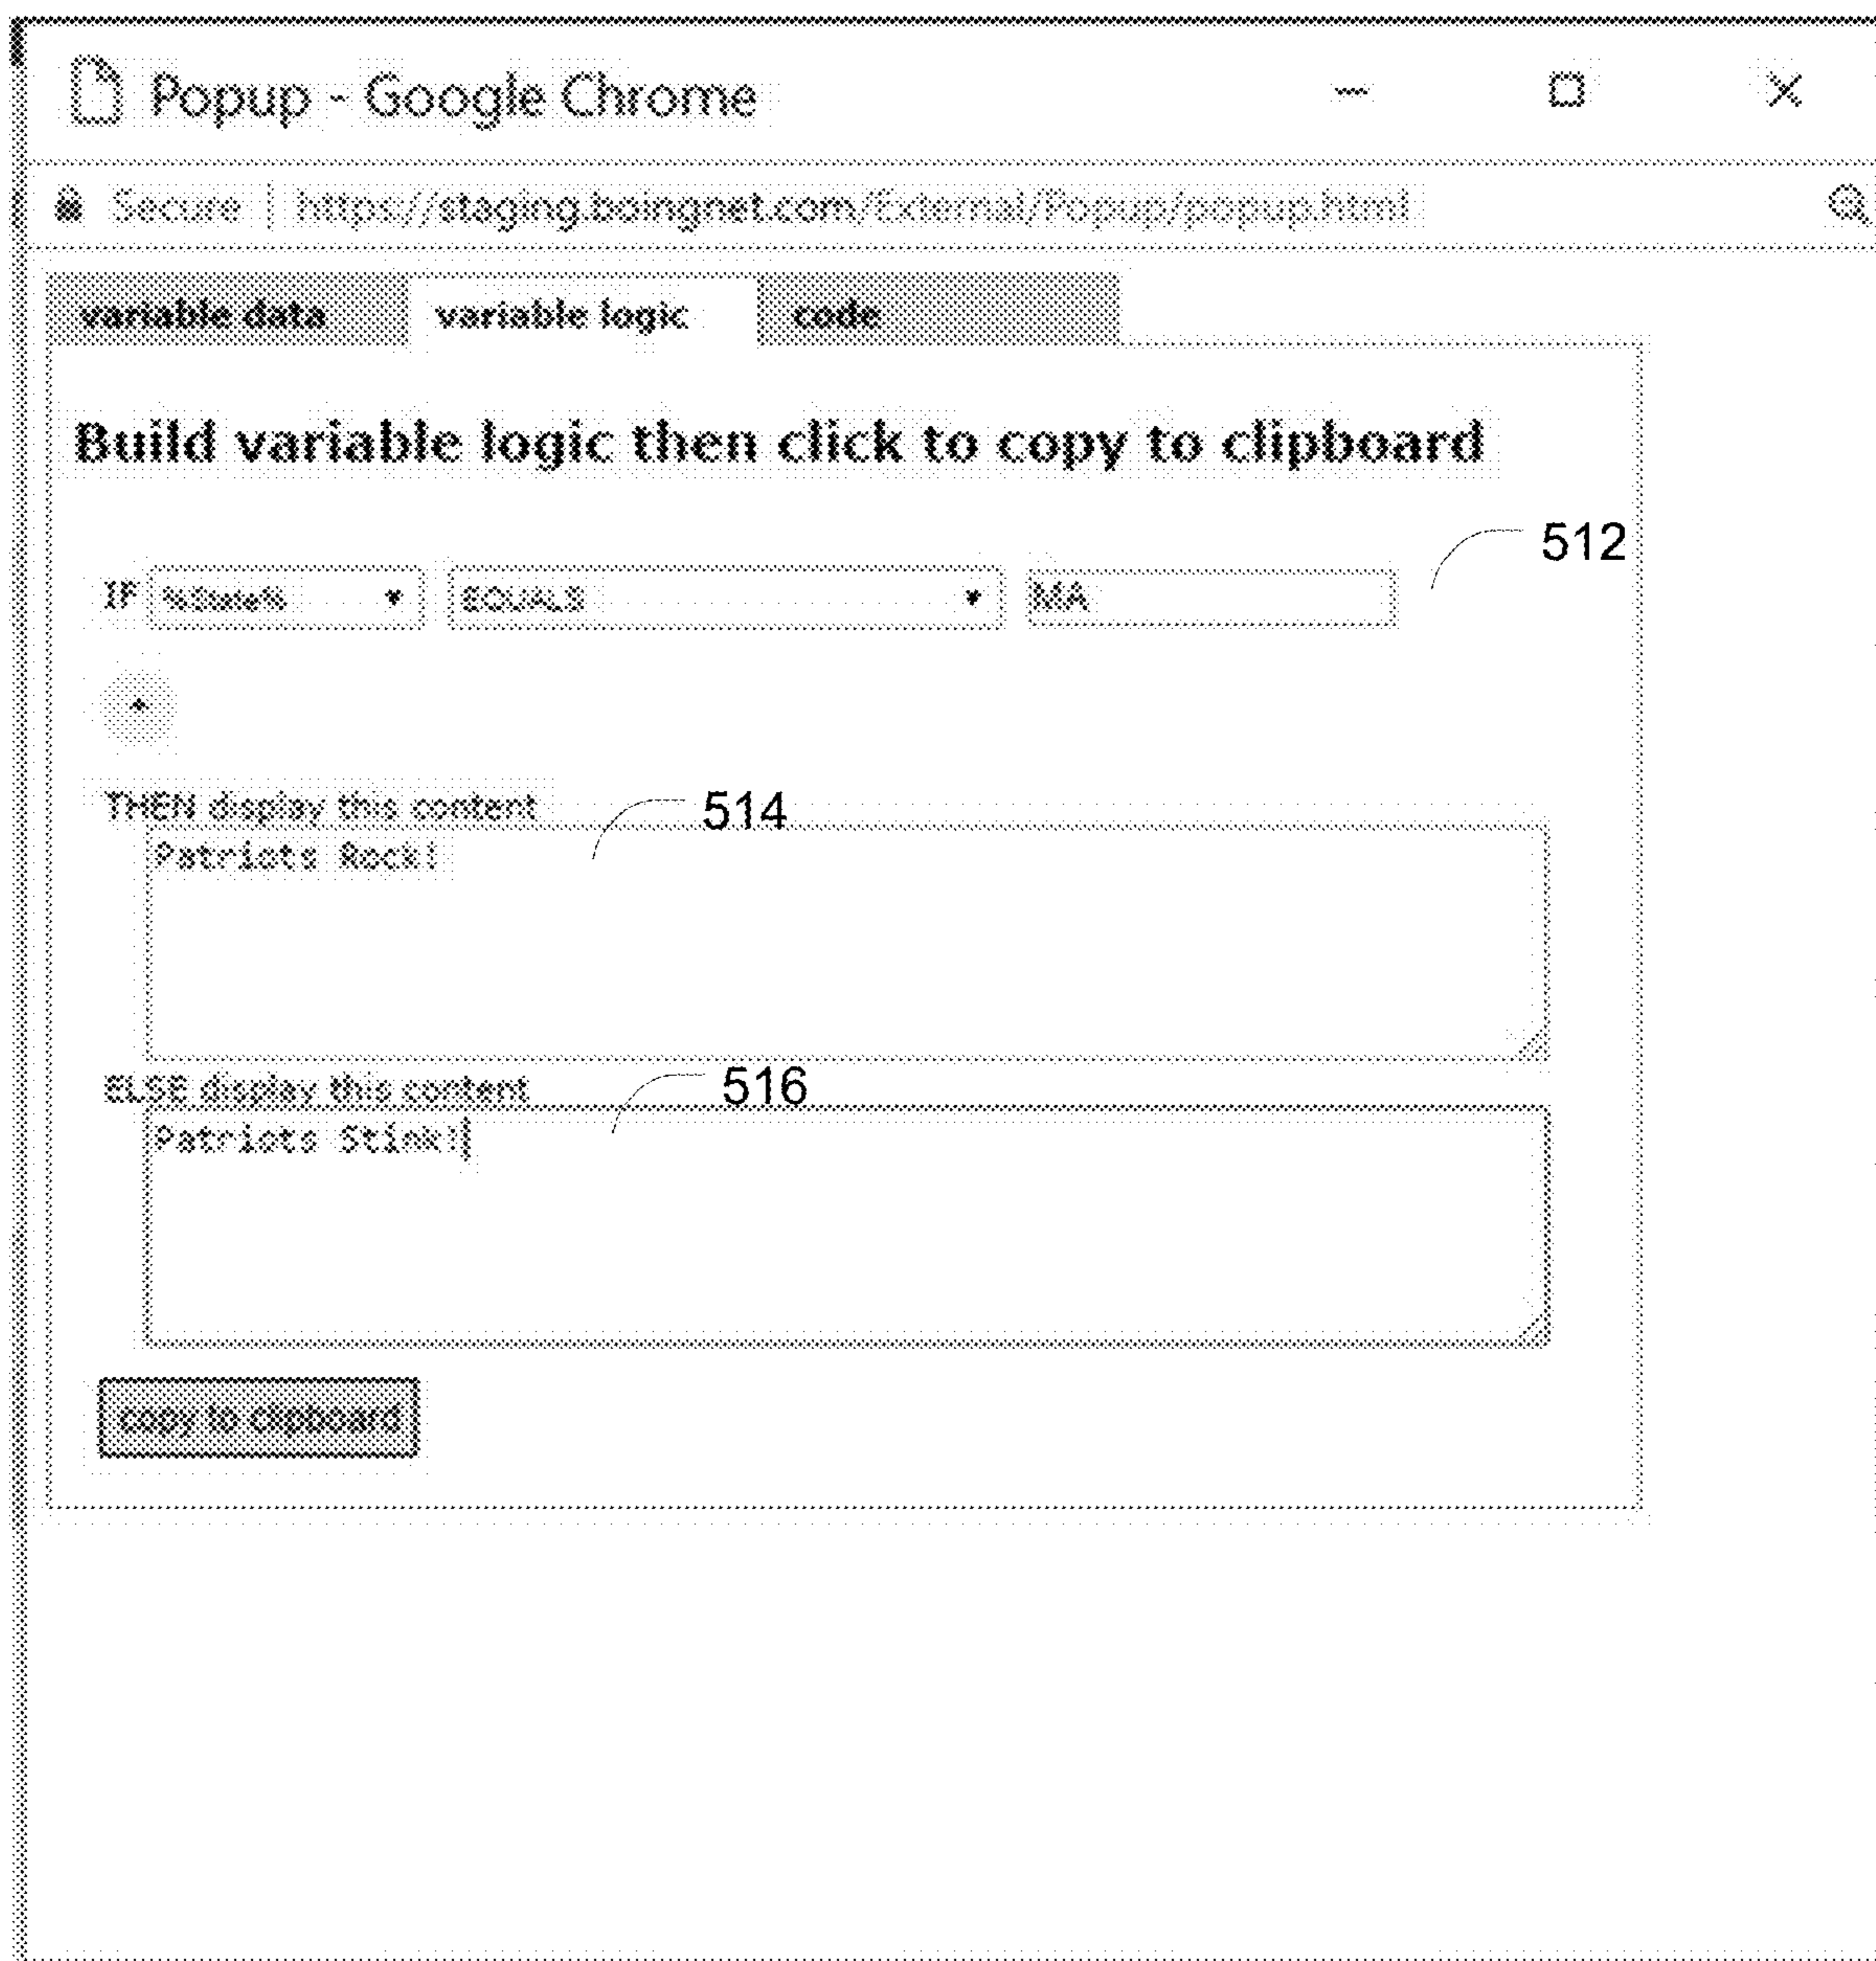 Popup - Google Chrome
Secure | https://staging.boingnet.com/External/Popup/popup.html
variable data variable logic code
Build variable logic then click to copy to clipboard
512
IF %State% EQUALS MA
+
THEN display this content
514
Patriots Rock!
ELSE display this content
516
Patriots Stink!
copy to clipboard